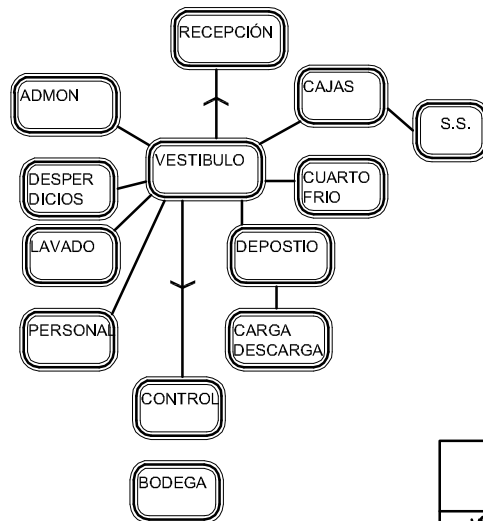 RECEPCIÓN
ADMON
CAJAS
S.S.
VESTIBULO
DESPER
DICIOS
CUARTO
FRIO
LAVADO
DEPOSTIO
PERSONAL
CARGA
DESCARGA
CONTROL
BODEGA